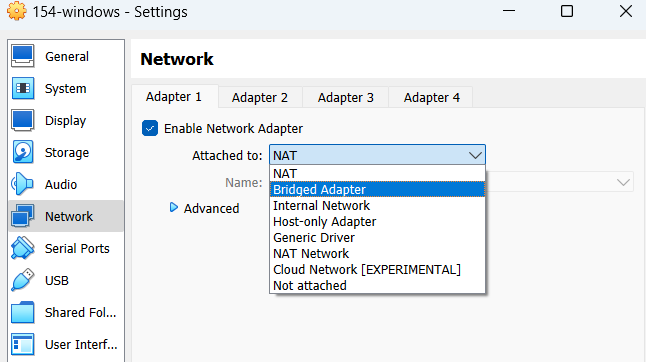 154-windows - Settings
General
System
Display
Storage
Audio
Network
Serial Ports
USB
Shared Fol...
User Interf...
Network
Adapter 1 Adapter 2 Adapter 3 Adapter 4
Enable Network Adapter
Attached to: NAT
NAT
Name:
Bridged Adapter
Advanced
Internal Network
Host-only Adapter
Generic Driver
NAT Network
Cloud Network [EXPERIMENTAL]
Not attached